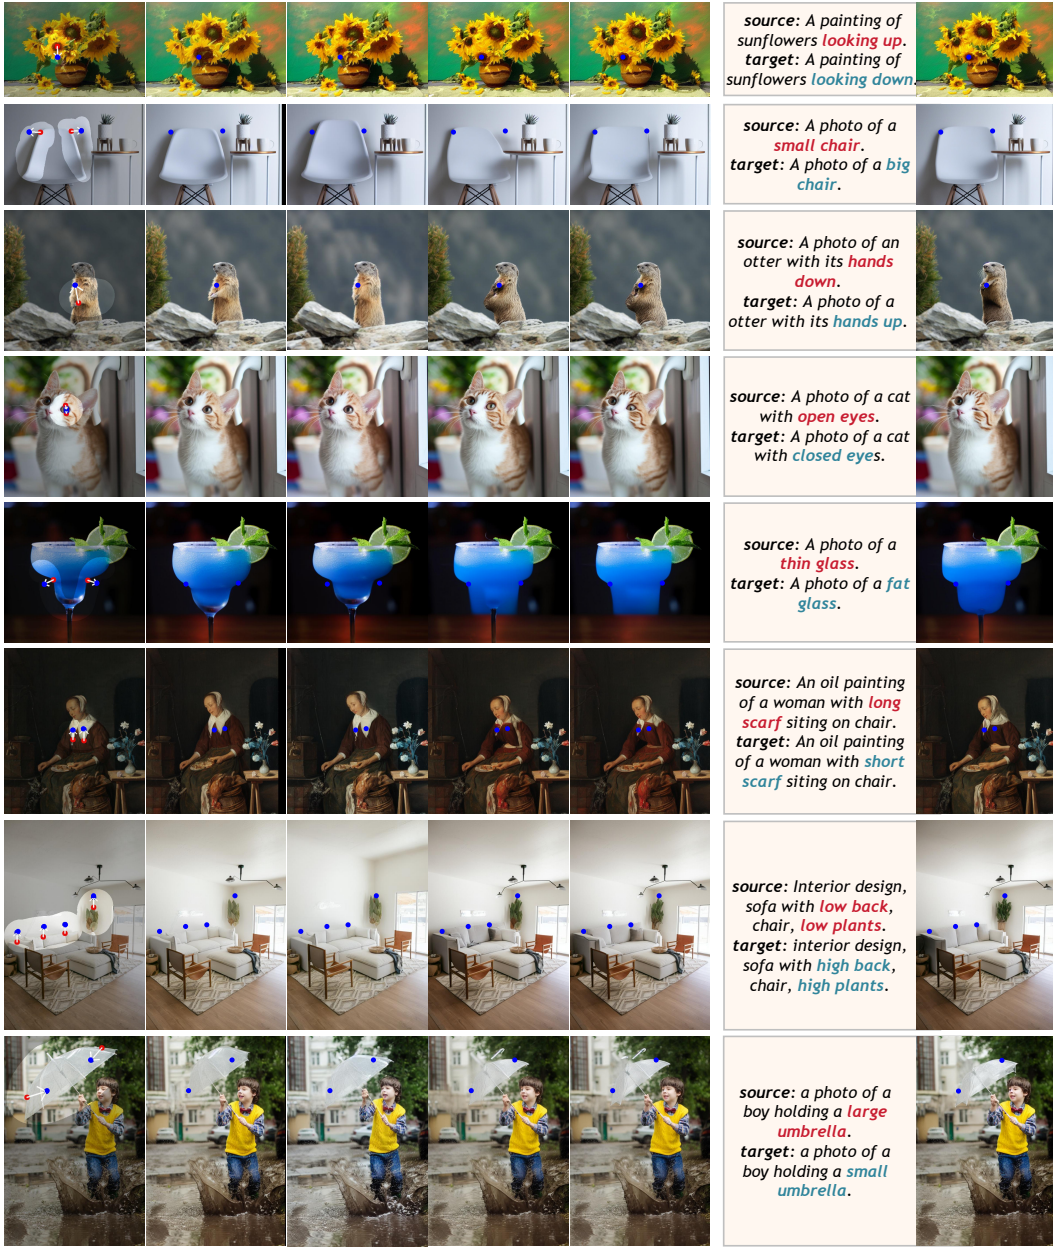 source: A painting of
sunflowers looking up.
target: A painting of
sunflowers looking down.
source: A photo of a
small chair.
target: A photo of a big
chair.
source: A photo of an
otter with its hands
down.
target: A photo of a
otter with its hands up.
source: A photo of a cat
with open eyes.
target: A photo of a cat
with closed eyes.
source: A photo of a
thin glass.
target: A photo of a fat
glass.
source: An oil painting
of a woman with long
scarf siting on chair.
target: An oil painting
of a woman with short
scarf siting on chair.
source: Interior design,
sofa with low back,
chair, low plants.
target: interior design,
sofa with high back,
chair, high plants.
source: a photo of a
boy holding a large
umbrella.
target: a photo of a
boy holding a small
umbrella.